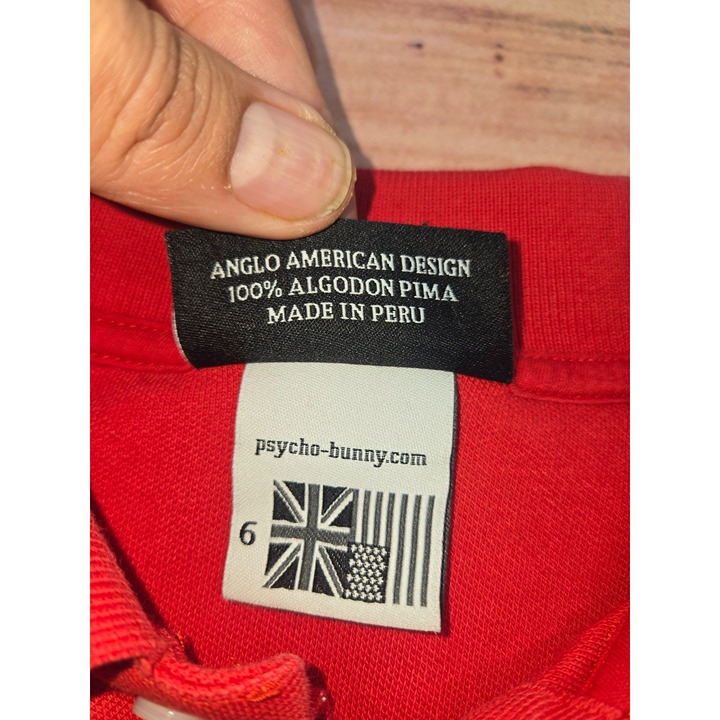 ANGLO AMERICAN DESIGN
100% ALGODON PIMA
MADE IN PERU
psycho-bunny.com
6